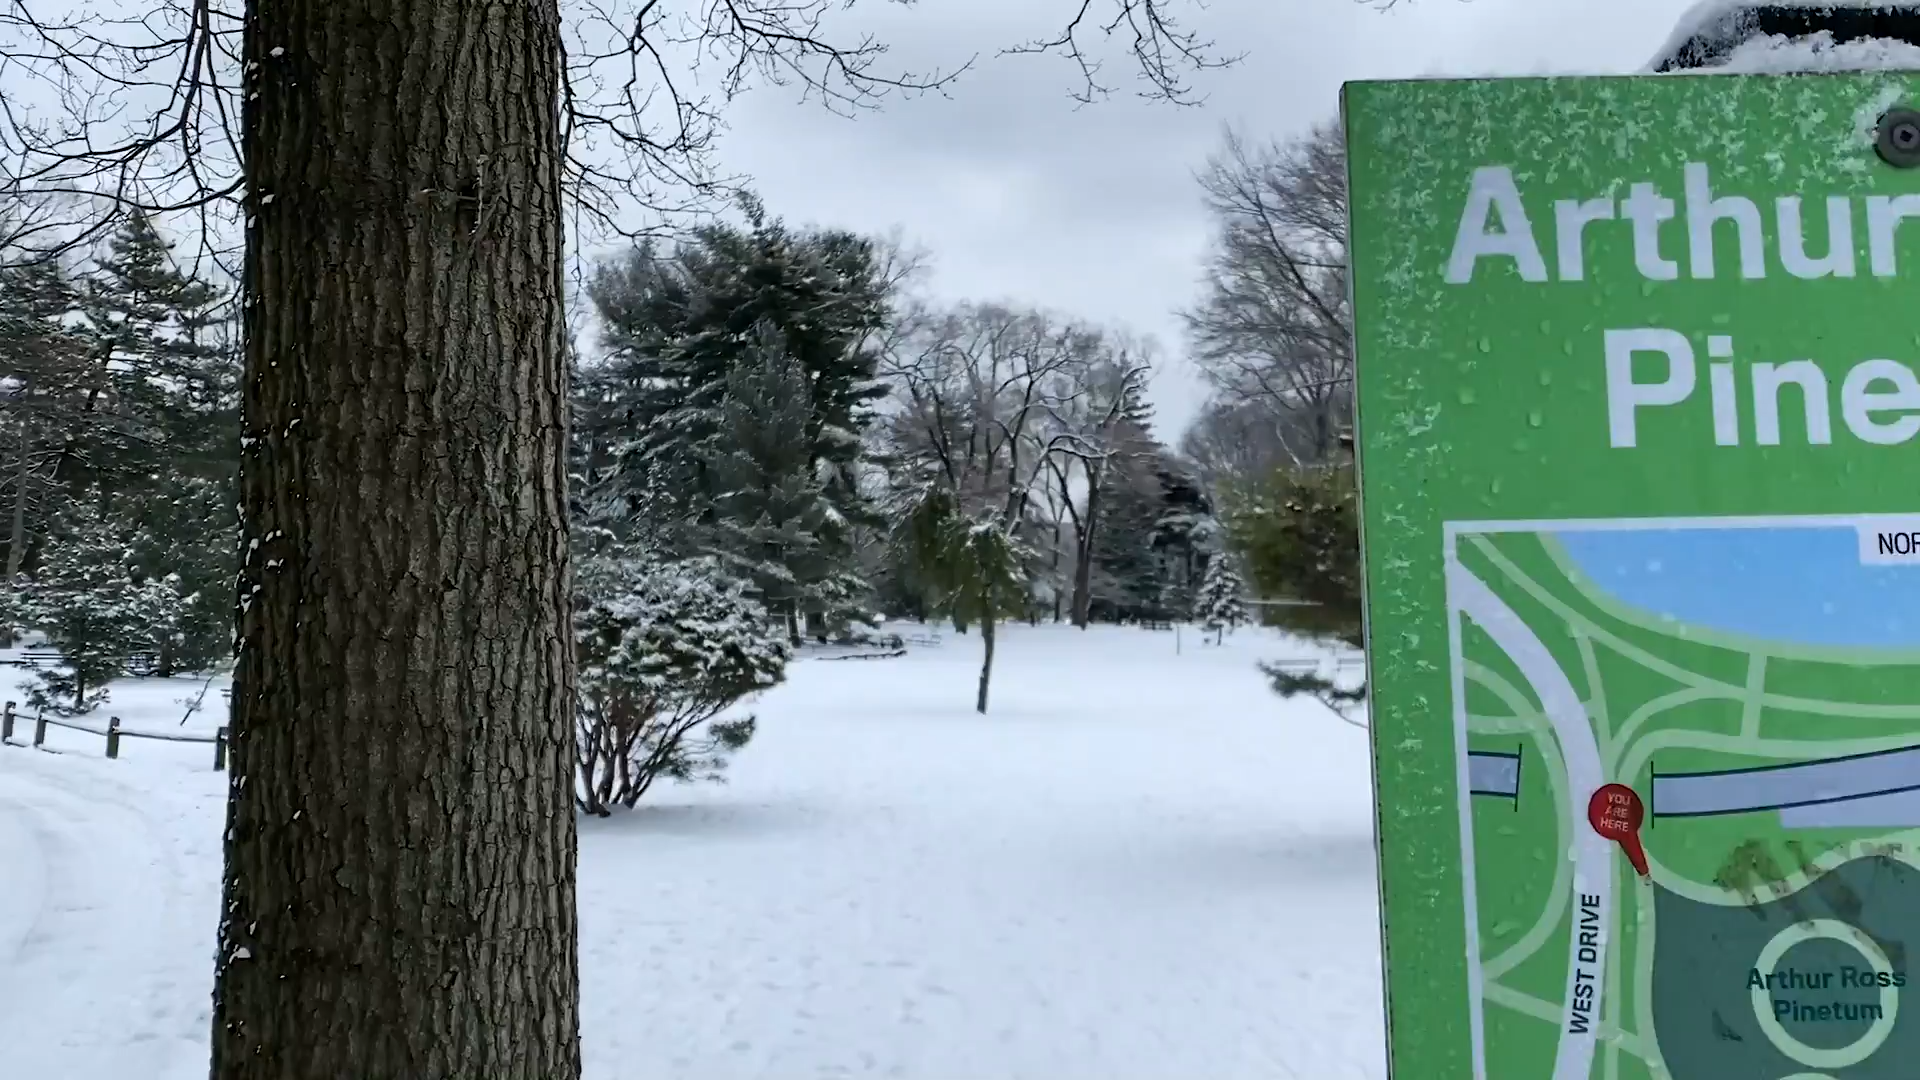 Arthur
Pine
NOR
YOU
ARE
HERE
WEST DRIVE
Arthur Ross
Pinetum